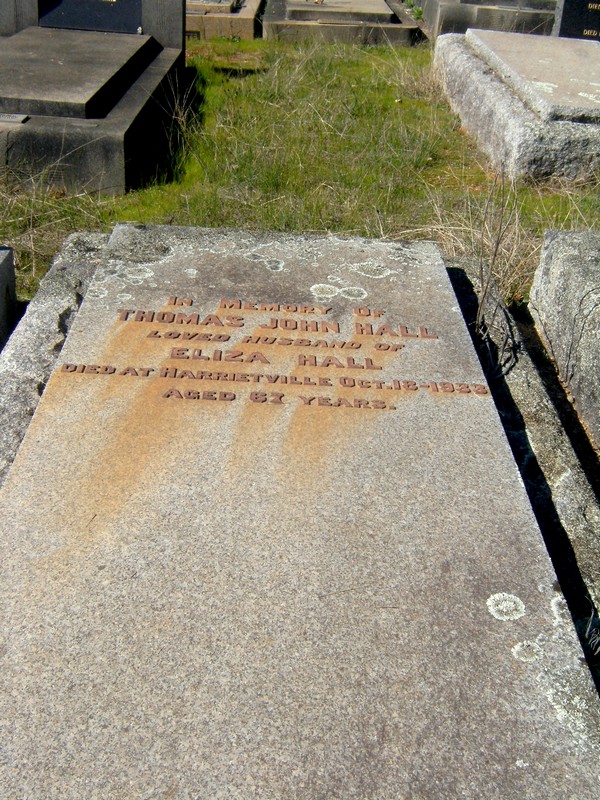 In Memory Of
THOMAS JOHN HALL
LOVED HUSBAND OF
ELIZA HALL
DIED AT HARRIETVILLE OCT. 18-1938
AGED 67 YEARS.